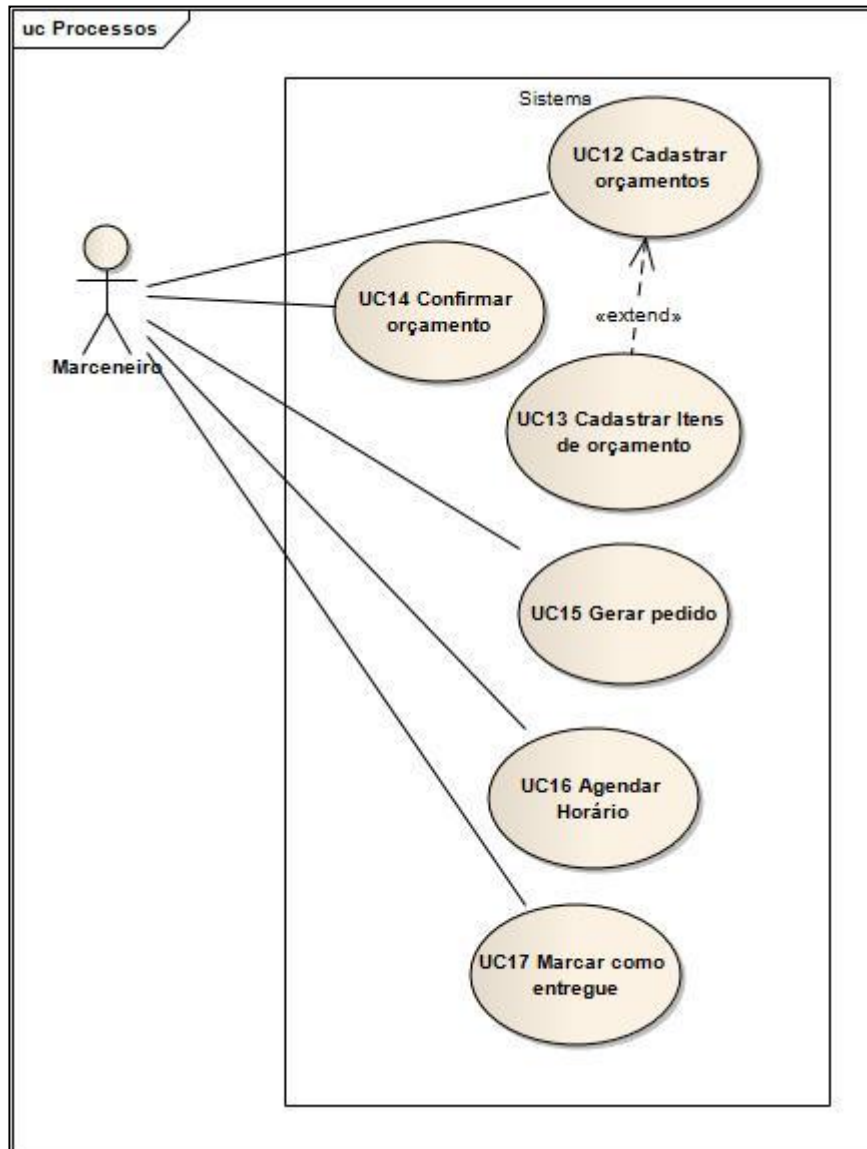 uc Processos
Sistema
UC12 Cadastrar
orçamentos
UC14 Confirmar
orçamento
«extend»
Marceneiro
UC13 Cadastrar Itens
de orçamento
UC15 Gerar pedido
UC16 Agendar
Horário
UC17 Marcar como
entregue